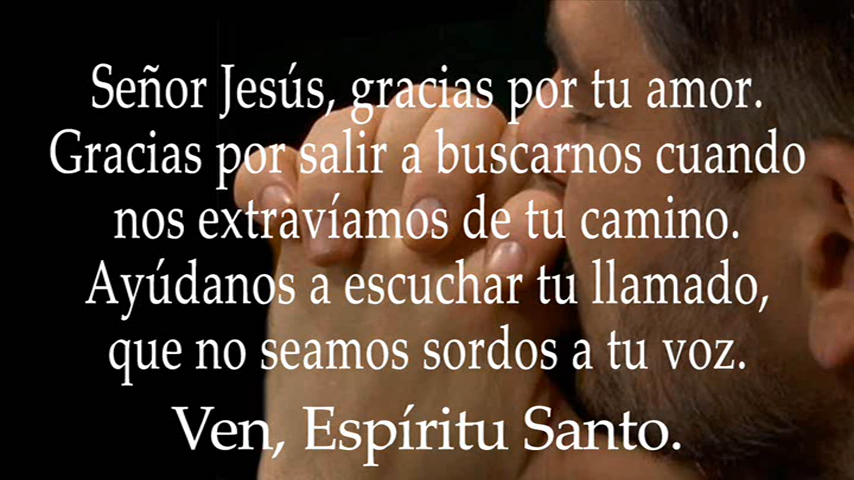 Señor Jesús, gracias por tu amor.
Gracias por salir a buscarnos cuando
nos extravíamos de tu camino.
Ayúdanos a escuchar tu llamado,
que no seamos sordos a tu voz.
Ven, Espíritu Santo.